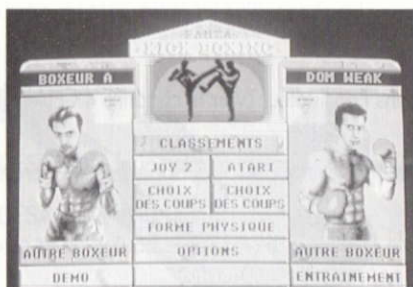 PANZA
KICK BOXING
BOXEUR A
DOM WEAK
CLASSEMENTS
JOY 2 ATARI
CHOIX CHOIX
DES COUPS DES COUPS
FORME PHYSIQUE
AUTRE BOXEUR OPTIONS AUTRE BOXEUR
DEMO ENTRAINEMENT